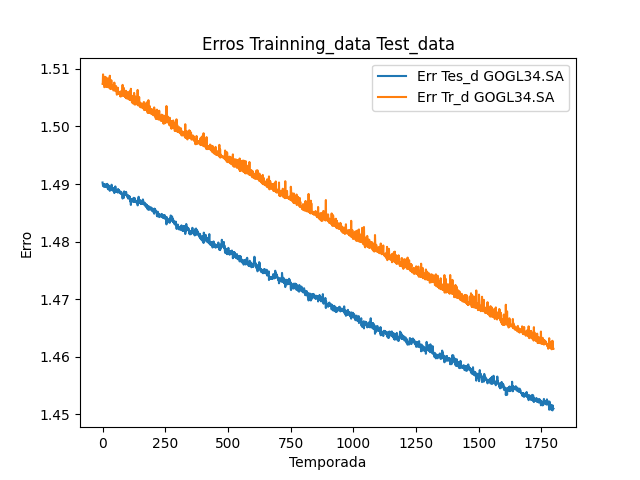 Erros Trainning_data Test_data
Err Tes_d GOGL34.SA
Err Tr_d GOGL34.SA
1.51
1.50
1.49
1.48
1.47
1.46
1.45
Erro
0 250 500 750 1000 1250 1500 1750
Temporada